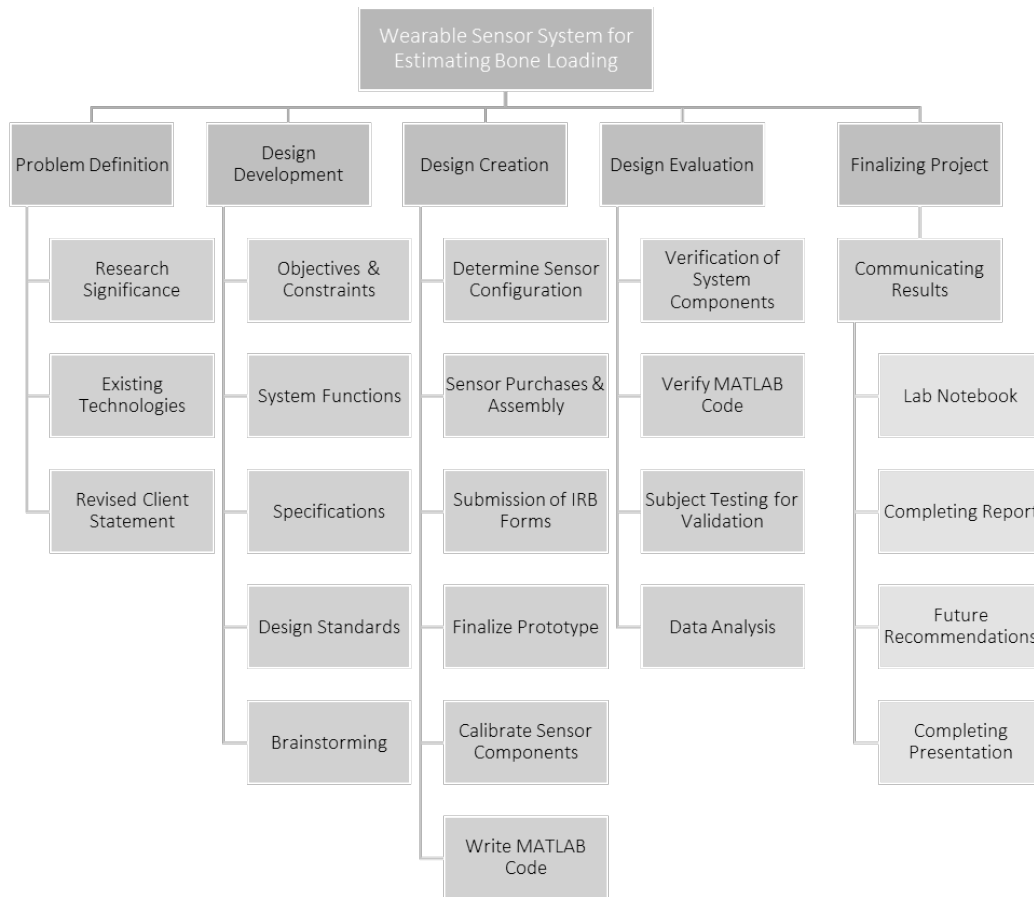 Wearable Sensor System for
Estimating Bone Loading
Problem Definition
Design
Development
Design Creation
Design Evaluation
Finalizing Project
Research
Significance
Existing
Technologies
Revised Client
Statement
Objectives &
Constraints
System Functions
Specifications
Design Standards
Brainstorming
Determine Sensor
Configuration
Sensor Purchases &
Assembly
Submission of IRB
Forms
Finalize Prototype
Calibrate Sensor
Components
Write MATLAB
Code
Verification of
System
Components
Verify MATLAB
Code
Subject Testing for
Validation
Data Analysis
Communicating
Results
Lab Notebook
Completing Report
Future
Recommendations
Completing
Presentation